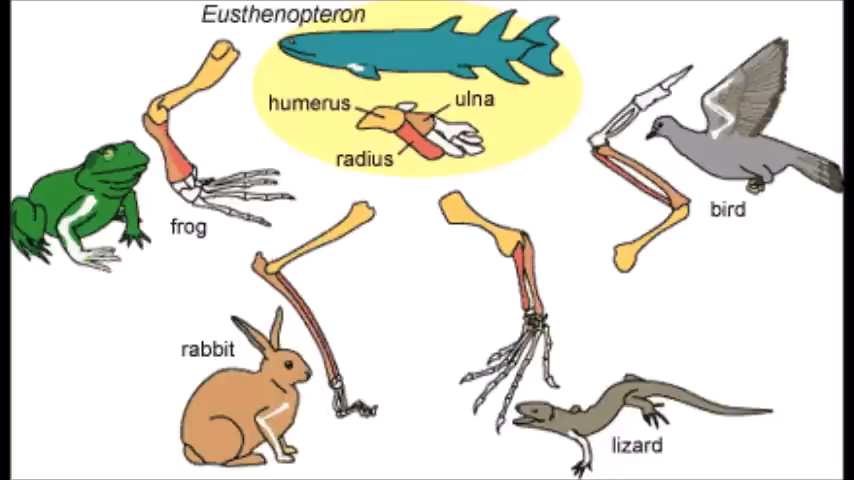 Eusthenopteron
humerus
ulna
radius
frog
bird
rabbit
lizard